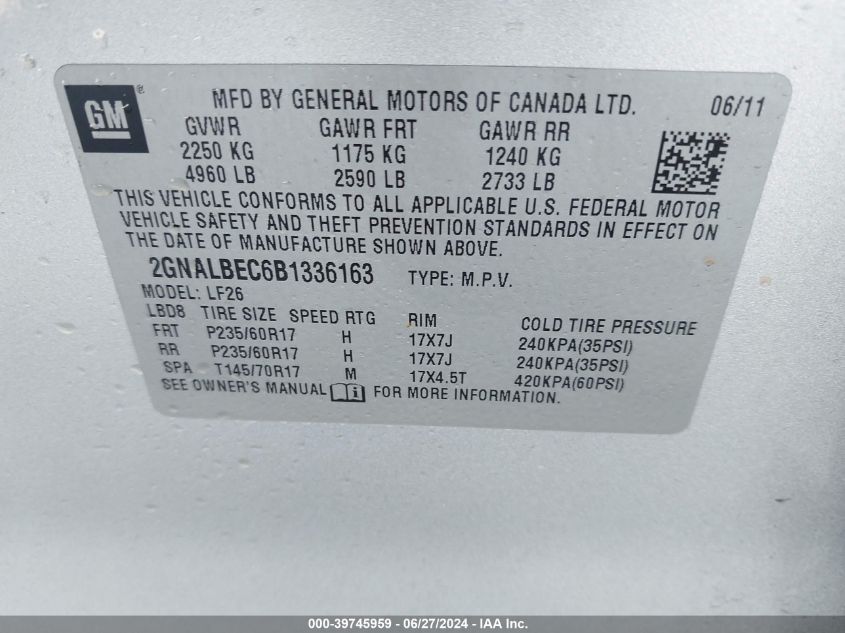 GM ® MFD BY GENERAL MOTORS OF CANADA LTD. 06/11
GVWR GAWR FRT GAWR RR
2250 KG 1175 KG 1240 KG
4960 LB 2590 LB 2733 LB
THIS VEHICLE CONFORMS TO ALL APPLICABLE U.S. FEDERAL MOTOR
VEHICLE SAFETY AND THEFT PREVENTION STANDARDS IN EFFECT ON
THE DATE OF MANUFACTURE SHOWN ABOVE.
2GNALBEC6B1336163 TYPE: M.P.V.
MODEL: LF26
LBD8 TIRE SIZE SPEED RTG RIM COLD TIRE PRESSURE
FRT P235/60R17 H 17X7J 240KPA(35PSI)
RR P235/60R17 H 17X7J 240KPA(35PSI)
SPA T145/70R17 M 17X4.5T 420KPA(60PSI)
SEE OWNER'S MANUAL i FOR MORE INFORMATION.
000-39745959 - 06/27/2024 - IAAI Inc.